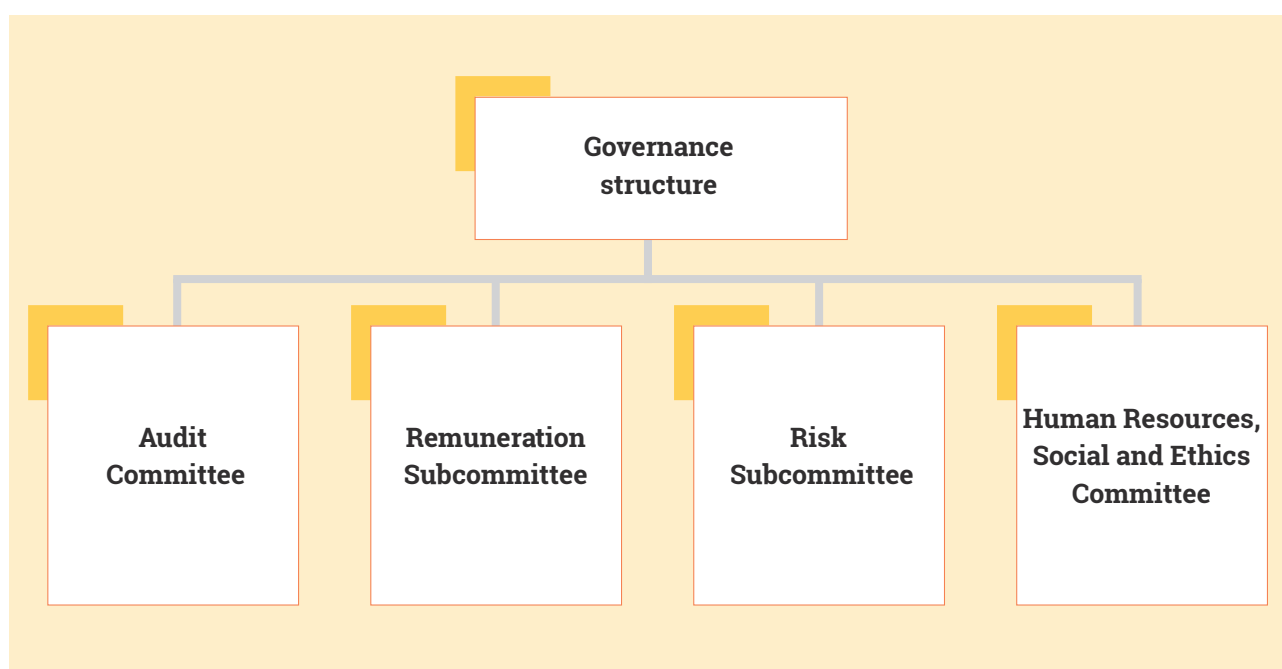 Governance
structure
Audit
Committee
Remuneration
Subcommittee
Risk
Subcommittee
Human Resources,
Social and Ethics
Committee